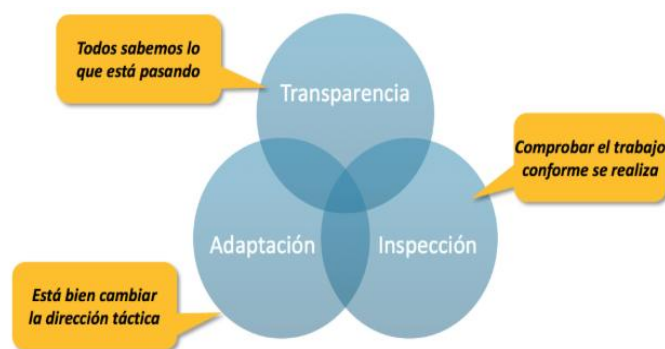 Todos sabemos lo
que está pasando
Transparencia
Comprobar el trabajo
conforme se realiza
Adaptación
Inspección
Está bien cambiar
la dirección táctica